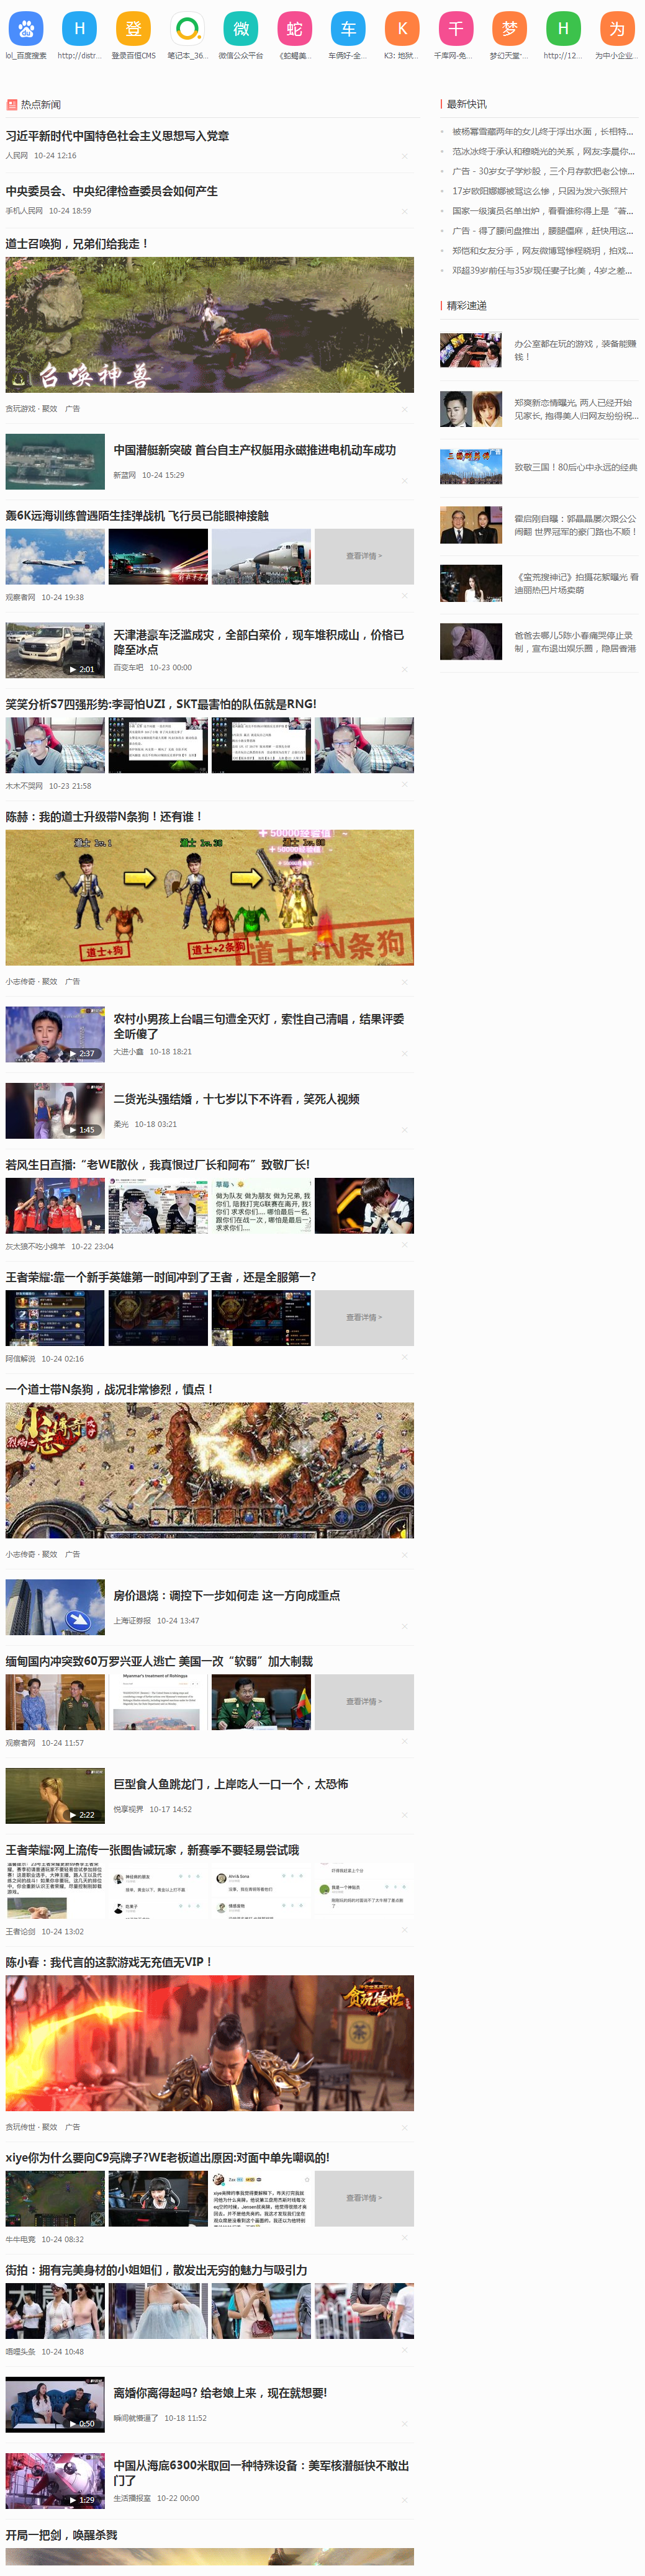 H
登
微
蛇
车
K
千
梦
H
为
lol_百度搜索
http://distr...
登录百恒CMS
笔记本_36...
微信公众平台
《蛇蝎美...
车俩好-全...
K3: 地狱...
千库网-免...
梦幻天堂-...
http://12...
为中小企业...
热点新闻
习近平新时代中国特色社会主义思想写入党章
人民网 10-24 12:16
中央委员会、中央纪律检查委员会如何产生
手机人民网 10-24 18:59
道士召唤狗，兄弟们给我走！
召唤神兽
贪玩游戏 · 聚效 广告
中国潜艇新突破 首台自主产权艇用永磁推进电机动车成功
新蓝网 10-24 15:29
轰6K远海训练曾遇陌生挂弹战机 飞行员已能眼神接触
查看详情 >
观察者网 10-24 19:38
天津港豪车泛滥成灾，全部白菜价，现车堆积成山，价格已
降至冰点
2:01
百变车吧 10-23 00:00
笑笑分析S7四强形势:李哥怕UZI，SKT最害怕的队伍就是RNG!
木木不哭网 10-23 21:58
陈赫：我的道士升级带N条狗！还有谁！
道士 Lv.1
道士+狗
道士+2条狗
道士+N条狗
小志传奇 · 聚效 广告
农村小男孩上台唱三句遭全灭灯，索性自己清唱，结果评委
全听傻了
2:37
大进小鑫 10-18 18:21
二货光头强结婚，十七岁以下不许看，笑死人视频
1:45
柔光 10-18 03:21
若风生日直播:“老WE散伙，我真恨过厂长和阿布”致敬厂长!
灰太狼不吃小绵羊 10-22 23:04
王者荣耀:靠一个新手英雄第一时间冲到了王者，还是全服第一?
查看详情 >
阿信解说 10-24 02:16
一个道士带N条狗，战况非常惨烈，慎点！
小志传奇
小志传奇 · 聚效 广告
房价退烧：调控下一步如何走 这一方向成重点
上海证券报 10-24 13:47
缅甸国内冲突致60万罗兴亚人逃亡 美国一改“软弱”加大制裁
查看详情 >
观察者网 10-24 11:57
巨型食人鱼跳龙门，上岸吃人一口一个，太恐怖
2:22
悦享视界 10-17 14:52
王者荣耀:网上流传一张图告诫玩家，新赛季不要轻易尝试哦
王者论剑 10-24 13:02
陈小春：我代言的这款游戏无充值无VIP！
贪玩传世
贪玩传世 · 聚效 广告
xiye你为什么要向C9亮牌子?WE老板道出原因:对面中单先嘲讽的!
查看详情 >
牛牛电竞 10-24 08:32
街拍：拥有完美身材的小姐姐们，散发出无穷的魅力与吸引力
嘻哩头条 10-24 10:48
离婚你离得起吗? 给老娘上来，现在就想要!
0:50
瞬间就懵逼了 10-18 11:52
中国从海底6300米取回一种特殊设备：美军核潜艇快不敢出
门了
1:29
生活播报室 10-22 00:00
开局一把剑，唤醒杀戮
最新快讯
被杨幂雪藏两年的女儿终于浮出水面，长相特...
范冰冰终于承认和穆晓光的关系，网友:李晨你...
广告 - 30岁女子学炒股，三个月存款把老公惊...
17岁欧阳娜娜被骂这么惨，只因为发六张照片
国家一级演员名单出炉，看看谁称得上是“蓓...
广告 - 得了腰间盘推出，腰腿僵麻，赶快用这...
郑恺和女友分手，网友微博骂惨程晓玥，拍戏...
邓超39岁前任与35岁现任妻子比美，4岁之差...
精彩速递
办公室都在玩的游戏，装备能赚
钱！
郑爽新恋情曝光, 两人已经开始
见家长, 抱得美人归网友纷纷祝...
致敬三国！80后心中永远的经典
霍启刚自曝：郭晶晶屡次跟公公
闹翻 世界冠军的豪门路也不顺！
《蛮荒搜神记》拍摄花絮曝光 看
迪丽热巴片场卖萌
爸爸去哪儿5陈小春痛哭停止录
制，宣布退出娱乐圈，隐居香港